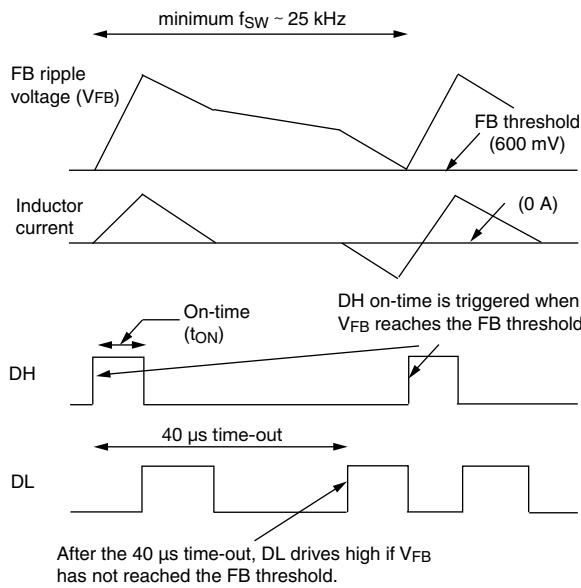 minimum fSW ~ 25 kHz
FB ripple
voltage (VFB)
FB threshold
(600 mV)
Inductor
current
(0 A)
DH on-time is triggered when
VFB reaches the FB threshold
On-time
(tON)
DH
40 µs time-out
DL
After the 40 µs time-out, DL drives high if VFB
has not reached the FB threshold.